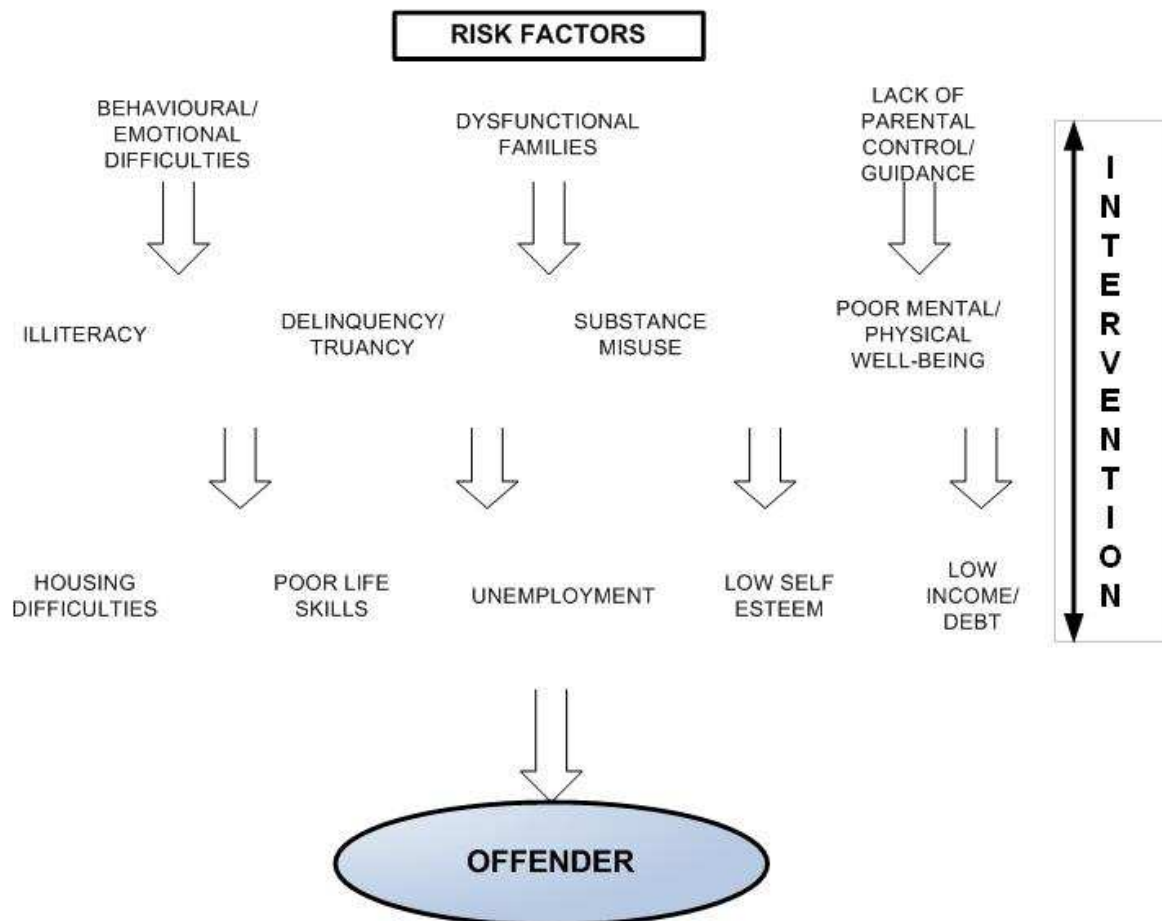 RISK FACTORS
BEHAVIOURAL/
EMOTIONAL
DIFFICULTIES
DYSFUNCTIONAL
FAMILIES
LACK OF
PARENTAL
CONTROL/
GUIDANCE
ILLITERACY
DELINQUENCY/
TRUANCY
SUBSTANCE
MISUSE
POOR MENTAL/
PHYSICAL
WELL-BEING
HOUSING
DIFFICULTIES
POOR LIFE
SKILLS
UNEMPLOYMENT
LOW SELF
ESTEEM
LOW
INCOME/
DEBT
INTERVENTION
OFFENDER